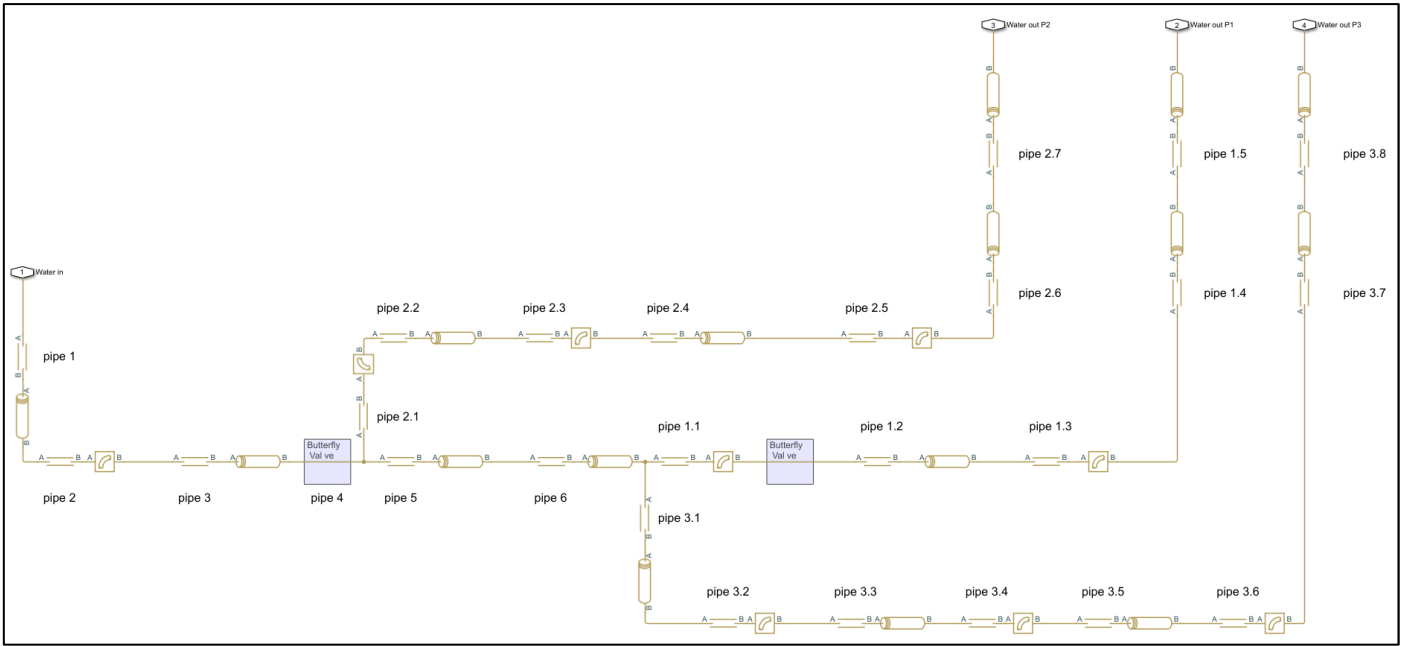 3 Water out P2
2 Water out P1
4 Water out P3
B B B
A A A
B B B
pipe 2.7
pipe 1.5
pipe 3.8
A A A
B B B
A A A
1 Water in
B B B
pipe 2.6
pipe 1.4
pipe 3.7
A A A
pipe 2.2
pipe 2.3
pipe 2.4
pipe 2.5
A B A B A B A B A B A B A B A B
A
pipe 1
B
A
B
A
B
A
pipe 2.1
B
pipe 1.1
pipe 1.2
pipe 1.3
Butterfly
Val ve
Butterfly
Val ve
A B A B A B A B A B A B A B A B A B A B A B A B A B A B
pipe 2
pipe 3
pipe 4
pipe 5
pipe 6
A
pipe 3.1
B
A
B
pipe 3.2
pipe 3.3
pipe 3.4
pipe 3.5
pipe 3.6
A B A B A B A B A B A B A B A B